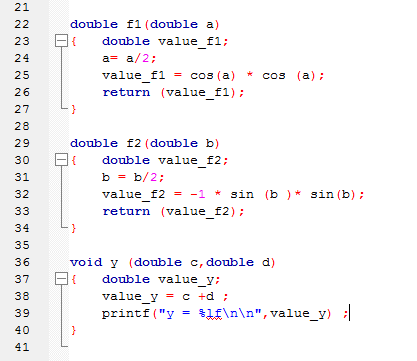 21
22 double f1(double a)
23 { double value_f1;
24 a= a/2;
25 value_f1 = cos(a) * cos (a);
26 return (value_f1);
27 }
28
29 double f2(double b)
30 { double value_f2;
31 b = b/2;
32 value_f2 = -1 * sin (b )* sin(b);
33 return (value_f2);
34 }
35
36 void y (double c,double d)
37 { double value_y;
38 value_y = c +d ;
39 printf("y = %lf\n\n",value_y) ;
40 }
41